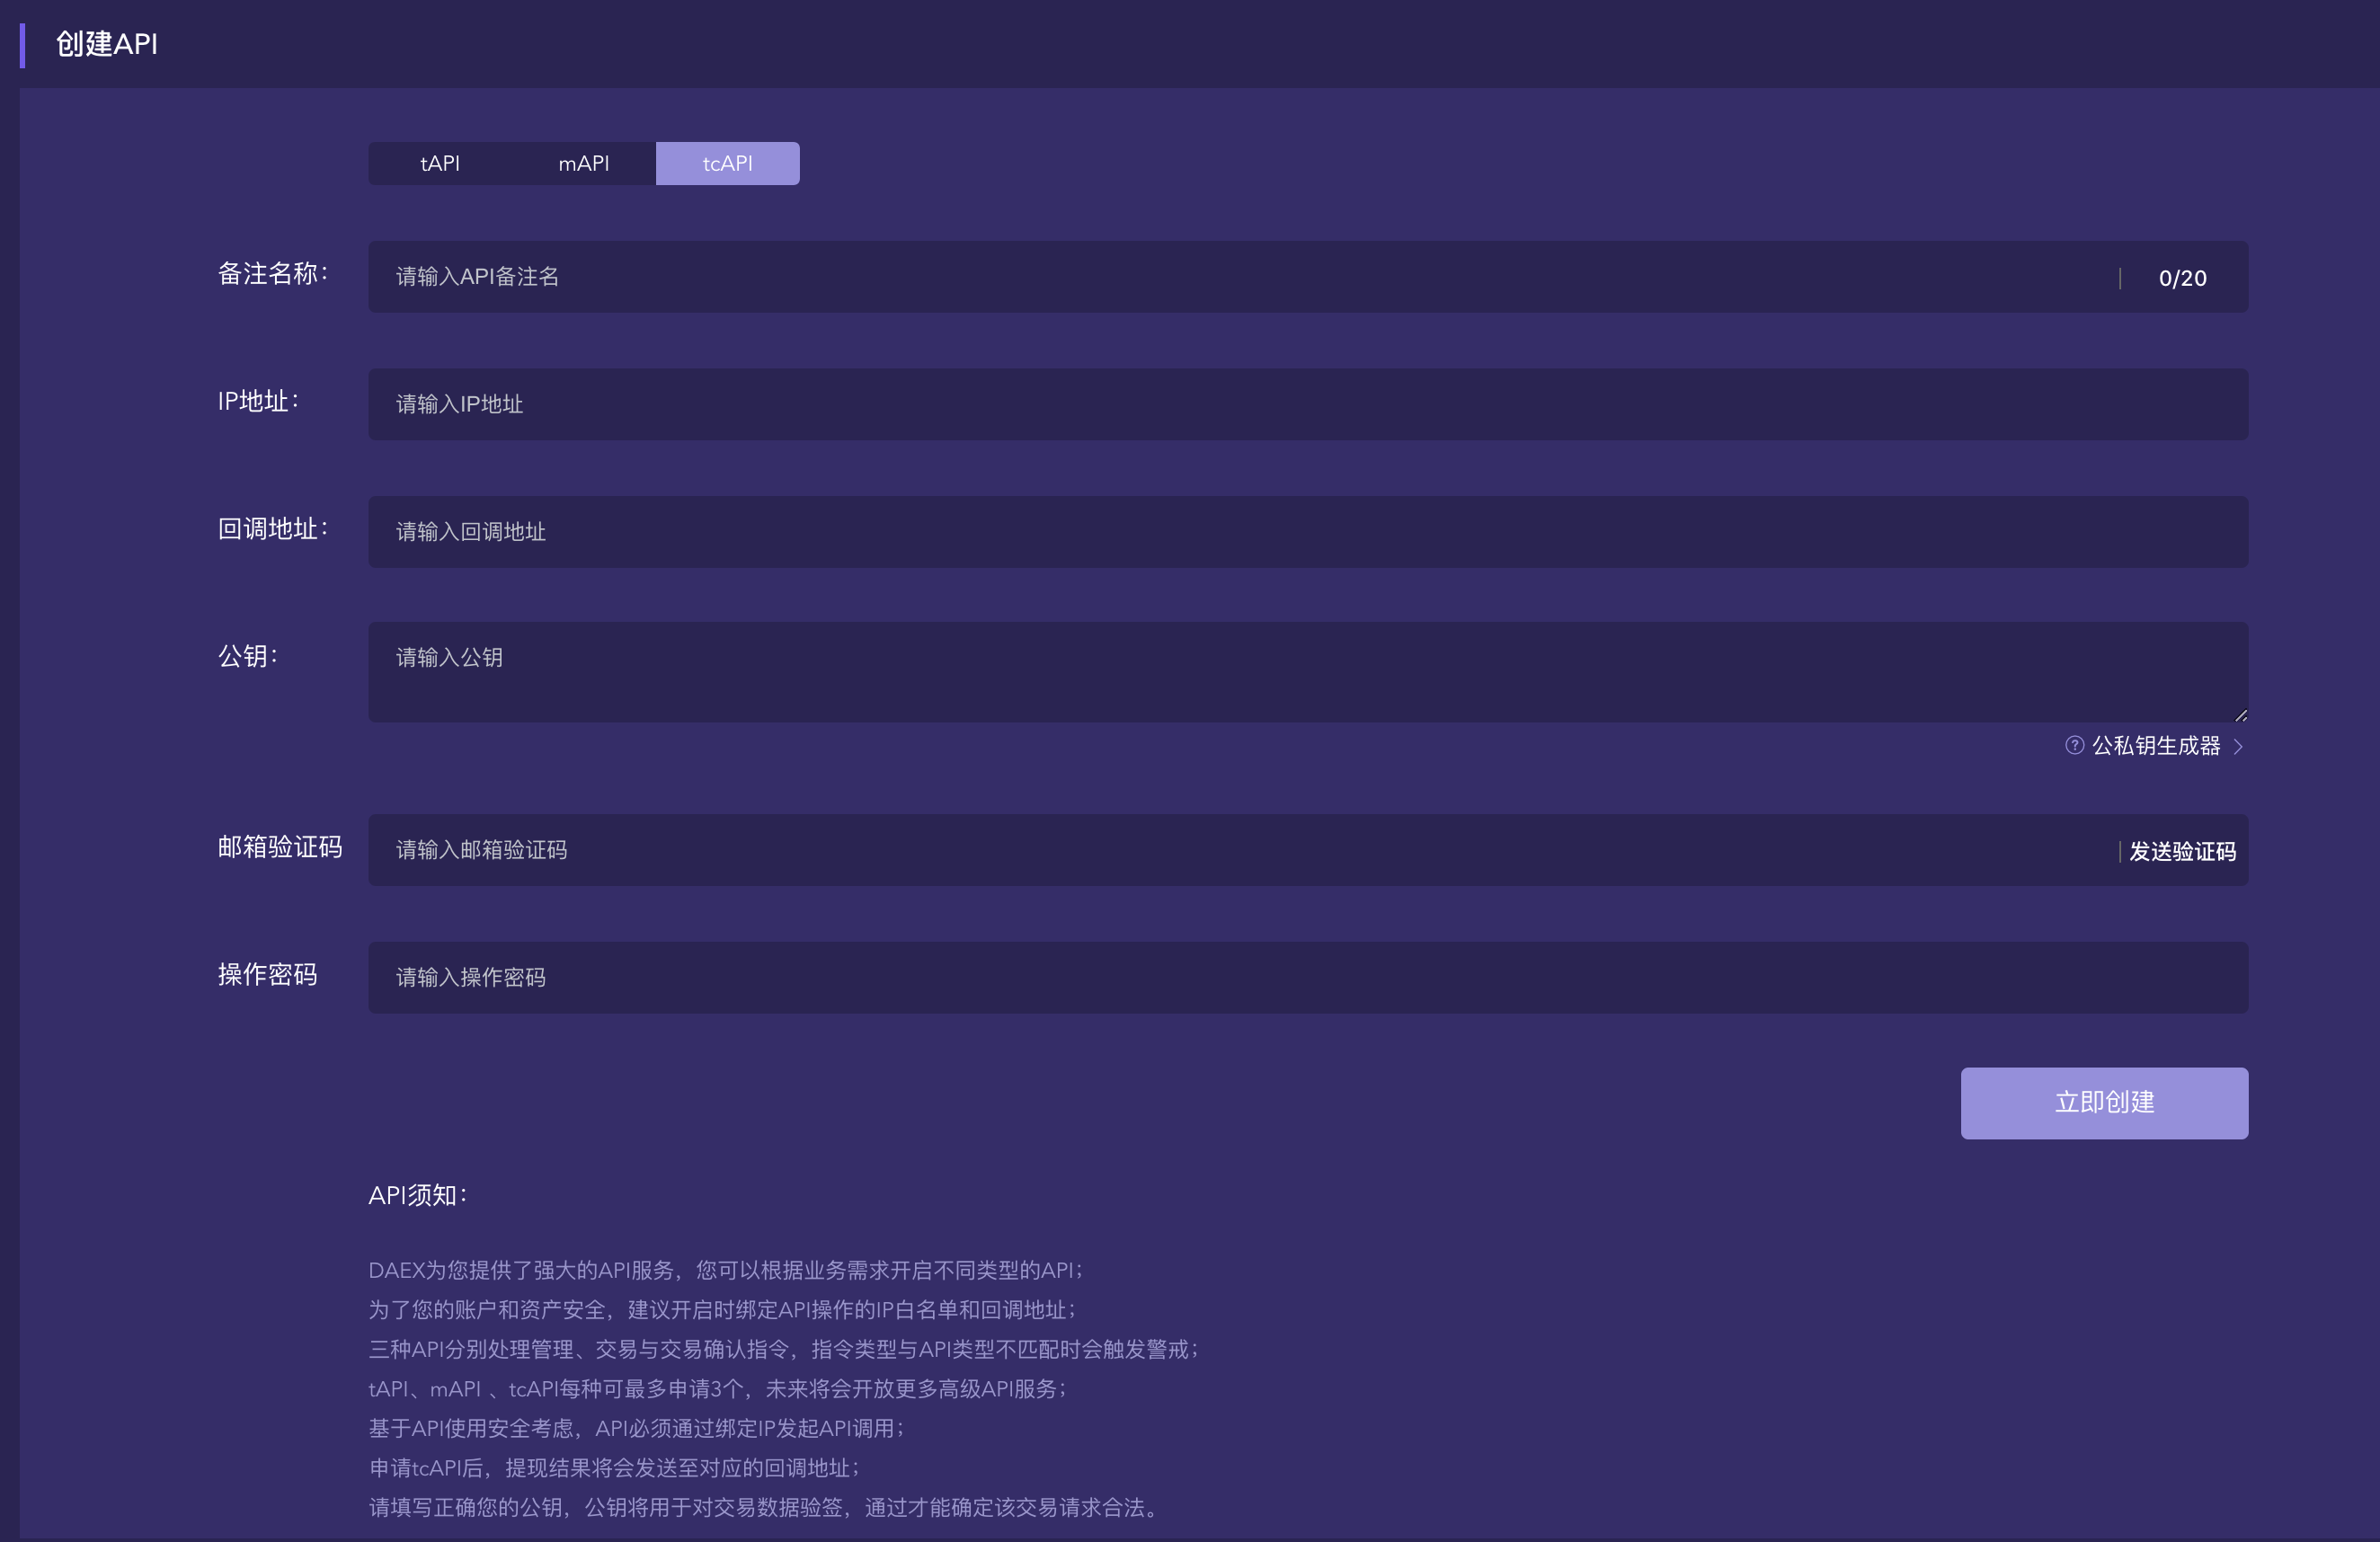 创建API
tAPI mAPI tcAPI
备注名称： 请输入API备注名 | 0/20
IP地址： 请输入IP地址
回调地址： 请输入回调地址
公钥： 请输入公钥
公私钥生成器
邮箱验证码 请输入邮箱验证码 | 发送验证码
操作密码 请输入操作密码
立即创建
API须知：
DAEX为您提供了强大的API服务，您可以根据业务需求开启不同类型的API；
为了您的账户和资产安全，建议开启时绑定API操作的IP白名单和回调地址；
三种API分别处理管理、交易与交易确认指令，指令类型与API类型不匹配时会触发警戒；
tAPI、mAPI 、tcAPI每种可最多申请3个，未来将会开放更多高级API服务；
基于API使用安全考虑，API必须通过绑定IP发起API调用；
申请tcAPI后，提现结果将会发送至对应的回调地址；
请填写正确您的公钥，公钥将用于对交易数据验签，通过才能确定该交易请求合法。